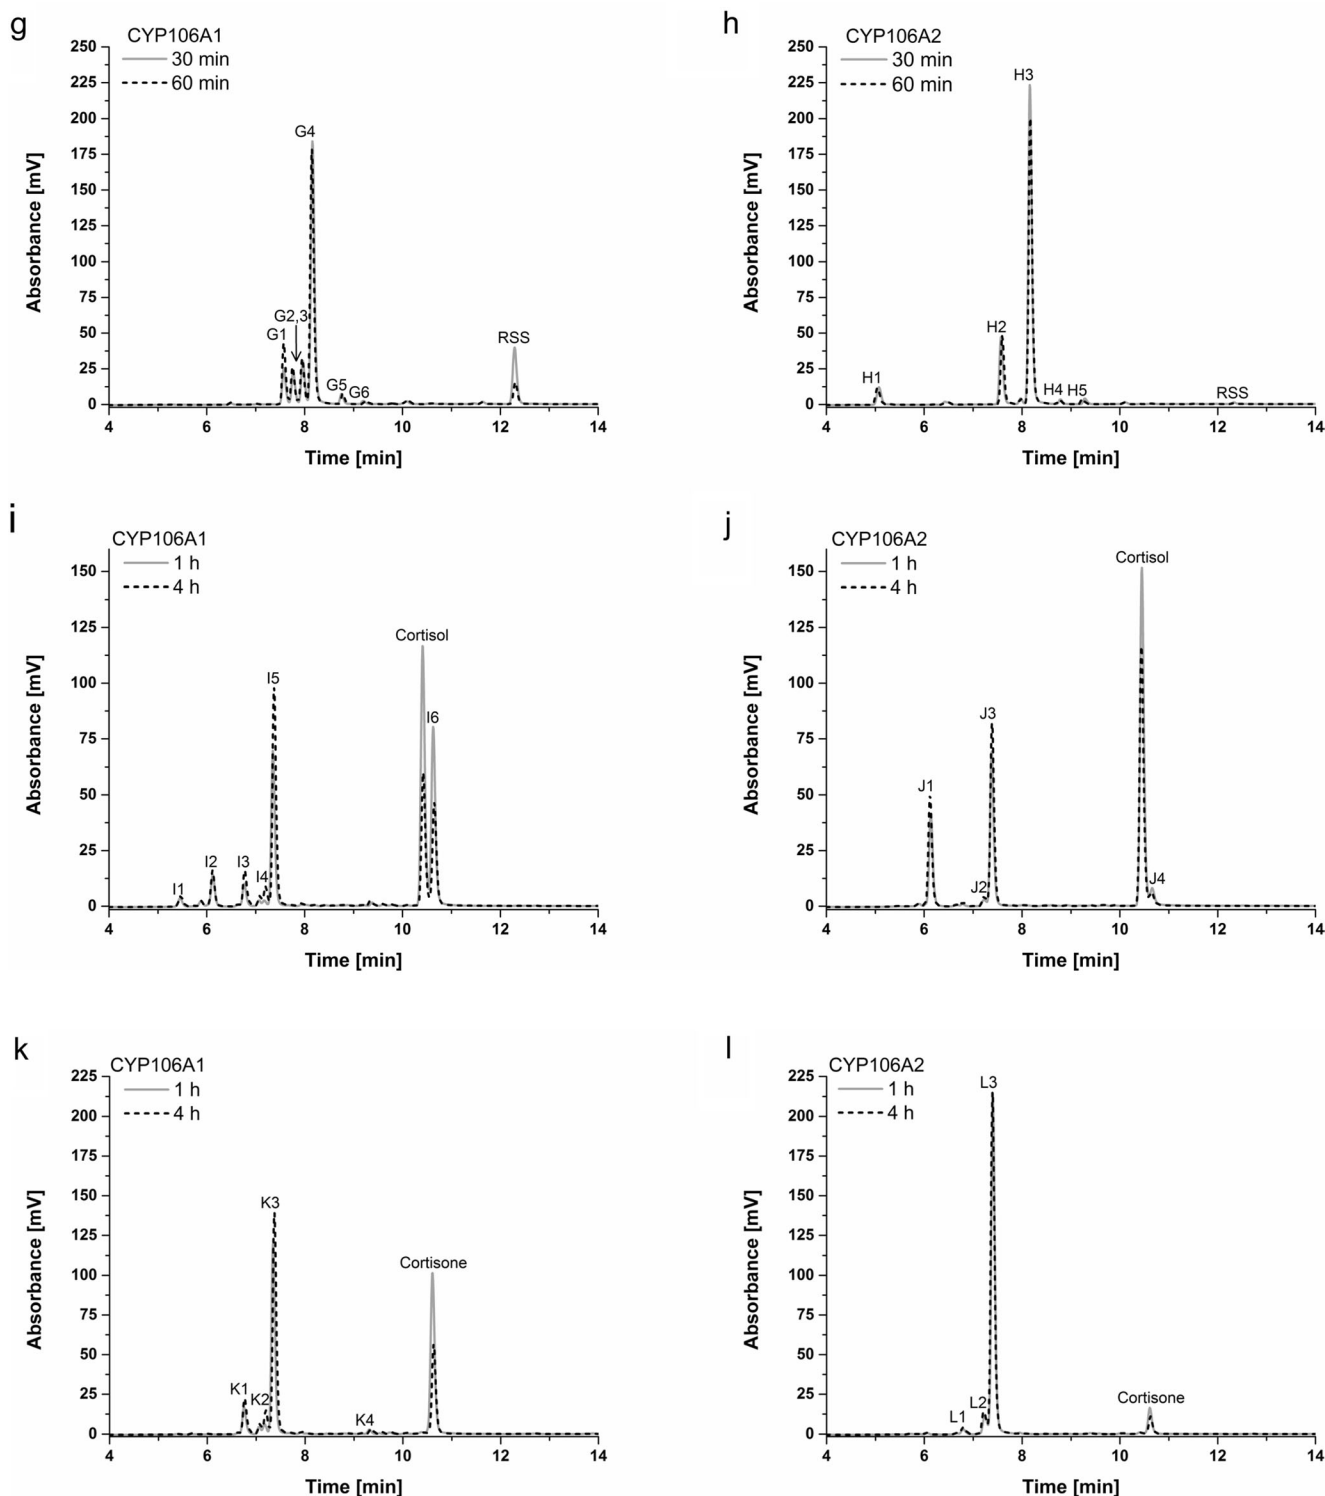 g
CYP106A1
30 min
60 min
250
225
200
175
150
125
100
75
50
25
0
Absorbance [mV]
G1
G2,3
G4
G5
G6
RSS
4 6 8 10 12 14
Time [min]
h
CYP106A2
30 min
60 min
250
225
200
175
150
125
100
75
50
25
0
Absorbance [mV]
H1
H2
H3
H4
H5
RSS
4 6 8 10 12 14
Time [min]
i
CYP106A1
1 h
4 h
150
125
100
75
50
25
0
Absorbance [mV]
I1
I2
I3
I4
I5
Cortisol
I6
4 6 8 10 12 14
Time [min]
j
CYP106A2
1 h
4 h
150
125
100
75
50
25
0
Absorbance [mV]
J1
J2
J3
Cortisol
J4
4 6 8 10 12 14
Time [min]
k
CYP106A1
1 h
4 h
225
200
175
150
125
100
75
50
25
0
Absorbance [mV]
K1
K2
K3
K4
Cortisone
4 6 8 10 12 14
Time [min]
l
CYP106A2
1 h
4 h
225
200
175
150
125
100
75
50
25
0
Absorbance [mV]
L1
L2
L3
Cortisone
4 6 8 10 12 14
Time [min]